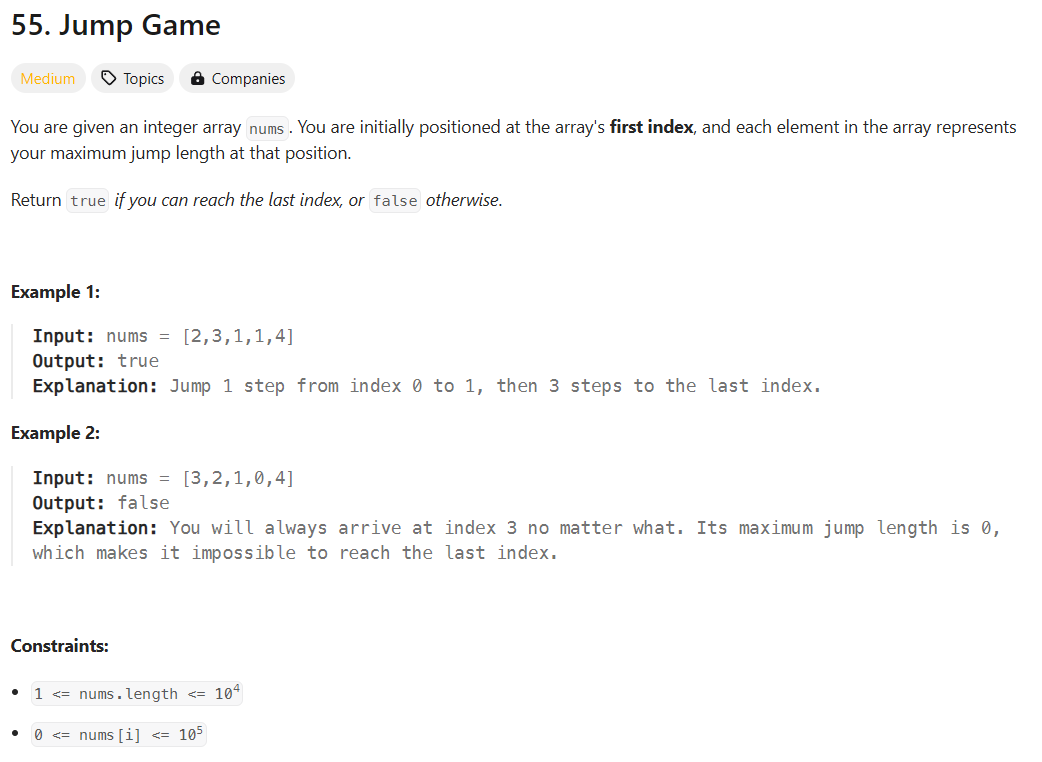 55. Jump Game
Medium Topics Companies
You are given an integer array nums. You are initially positioned at the array's first index, and each element in the array represents
your maximum jump length at that position.
Return true if you can reach the last index, or false otherwise.
Example 1:
Input: nums = [2,3,1,1,4]
Output: true
Explanation: Jump 1 step from index 0 to 1, then 3 steps to the last index.
Example 2:
Input: nums = [3,2,1,0,4]
Output: false
Explanation: You will always arrive at index 3 no matter what. Its maximum jump length is 0,
which makes it impossible to reach the last index.
Constraints:
• 1 <= nums.length <= 10⁴
• 0 <= nums[i] <= 10⁵